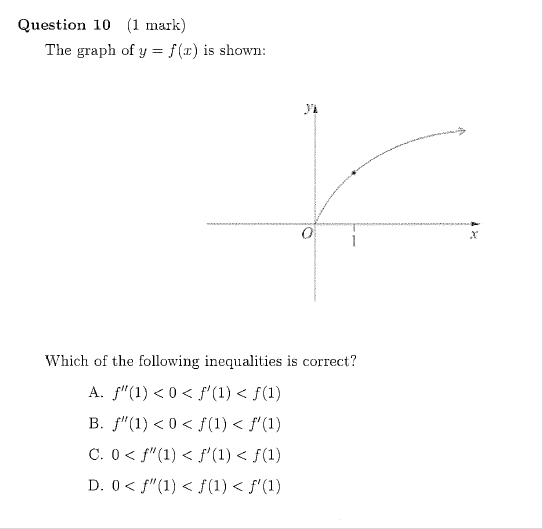 Question 10 (1 mark)
The graph of y = f(x) is shown:
y
O
1
x
Which of the following inequalities is correct?
A. f″(1) < 0 < f′(1) < f(1)
B. f″(1) < 0 < f(1) < f′(1)
C. 0 < f″(1) < f′(1) < f(1)
D. 0 < f″(1) < f(1) < f′(1)